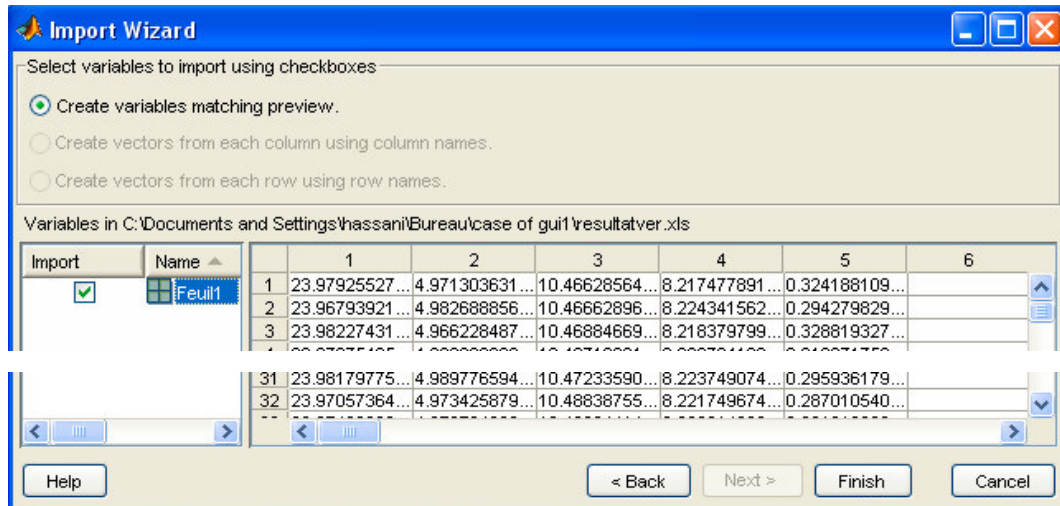 Import Wizard
Select variables to import using checkboxes
Create variables matching preview.
Create vectors from each column using column names.
Create vectors from each row using row names.
Variables in C:\Documents and Settings\hassani\Bureau\case of gui1\resultatver.xls
Import Name 1 2 3 4 5 6
Feuil1
1 23.97925527... 4.971303631... 10.46628564... 8.217477891... 0.324188109...
2 23.96793921... 4.982688856... 10.46662896... 8.224341562... 0.294279829...
3 23.98227431... 4.966228487... 10.46884669... 8.218379799... 0.328819327...
31 23.98179775... 4.989776594... 10.47233590... 8.223749074... 0.295936179...
32 23.97057364... 4.973425879... 10.48838755... 8.221749674... 0.287010540...
Help < Back Next > Finish Cancel